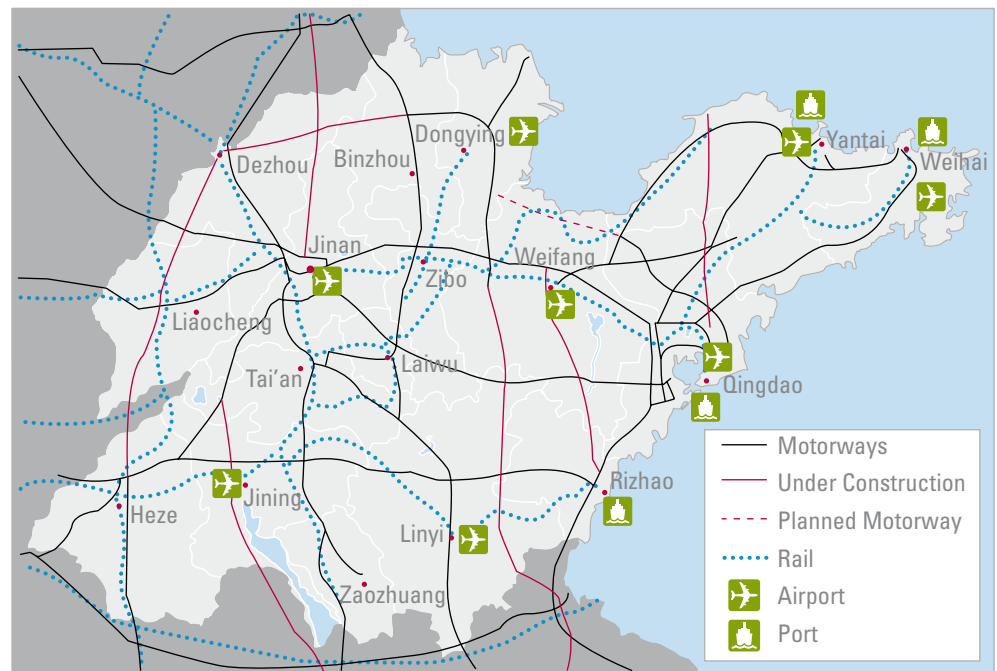 Dongying
Yantai
Dezhou
Binzhou
Weihai
Jinan
Weifang
Zibo
Liaocheng
Laiwu
Tai'an
Qingdao
Motorways
Under Construction
Planned Motorway
Rail
Airport
Port
Rizhao
Jining
Heze
Linyi
Zaozhuang